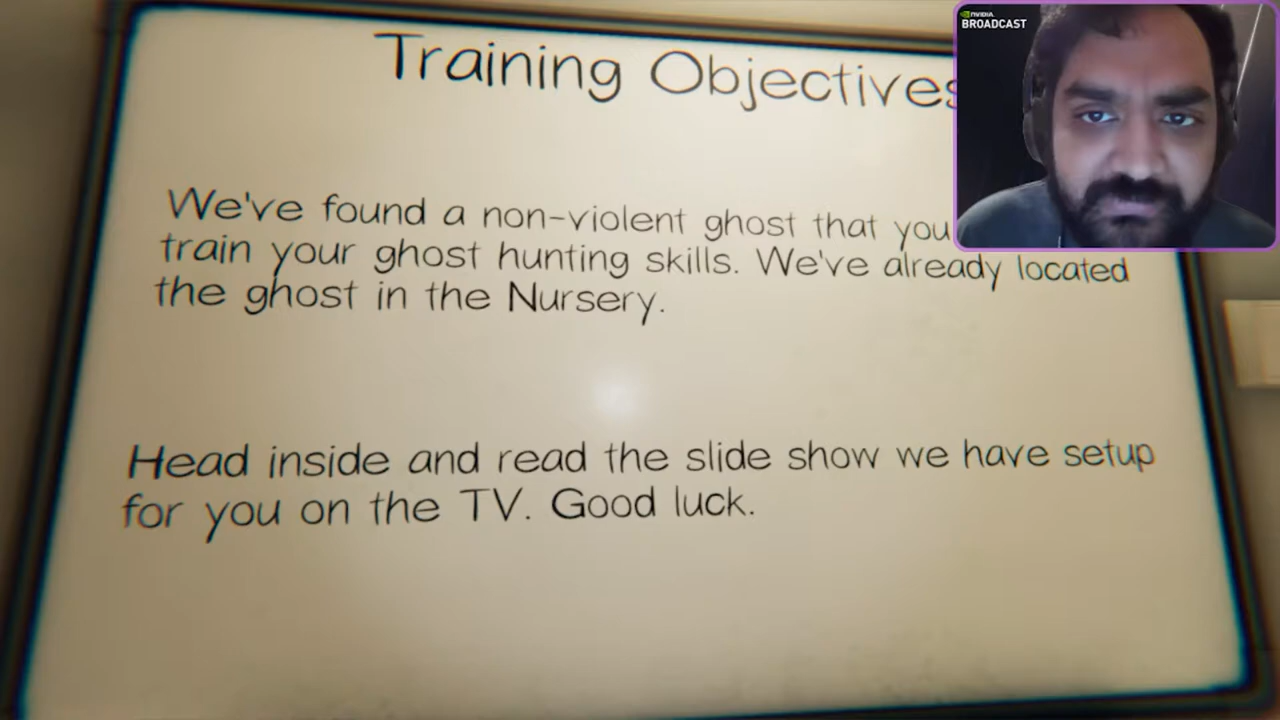 NVIDIA
BROADCAST
Training Objectives
We've found a non-violent ghost that you
train your ghost hunting skills. We've already located
the ghost in the Nursery.
Head inside and read the slide show we have setup
for you on the TV. Good luck.